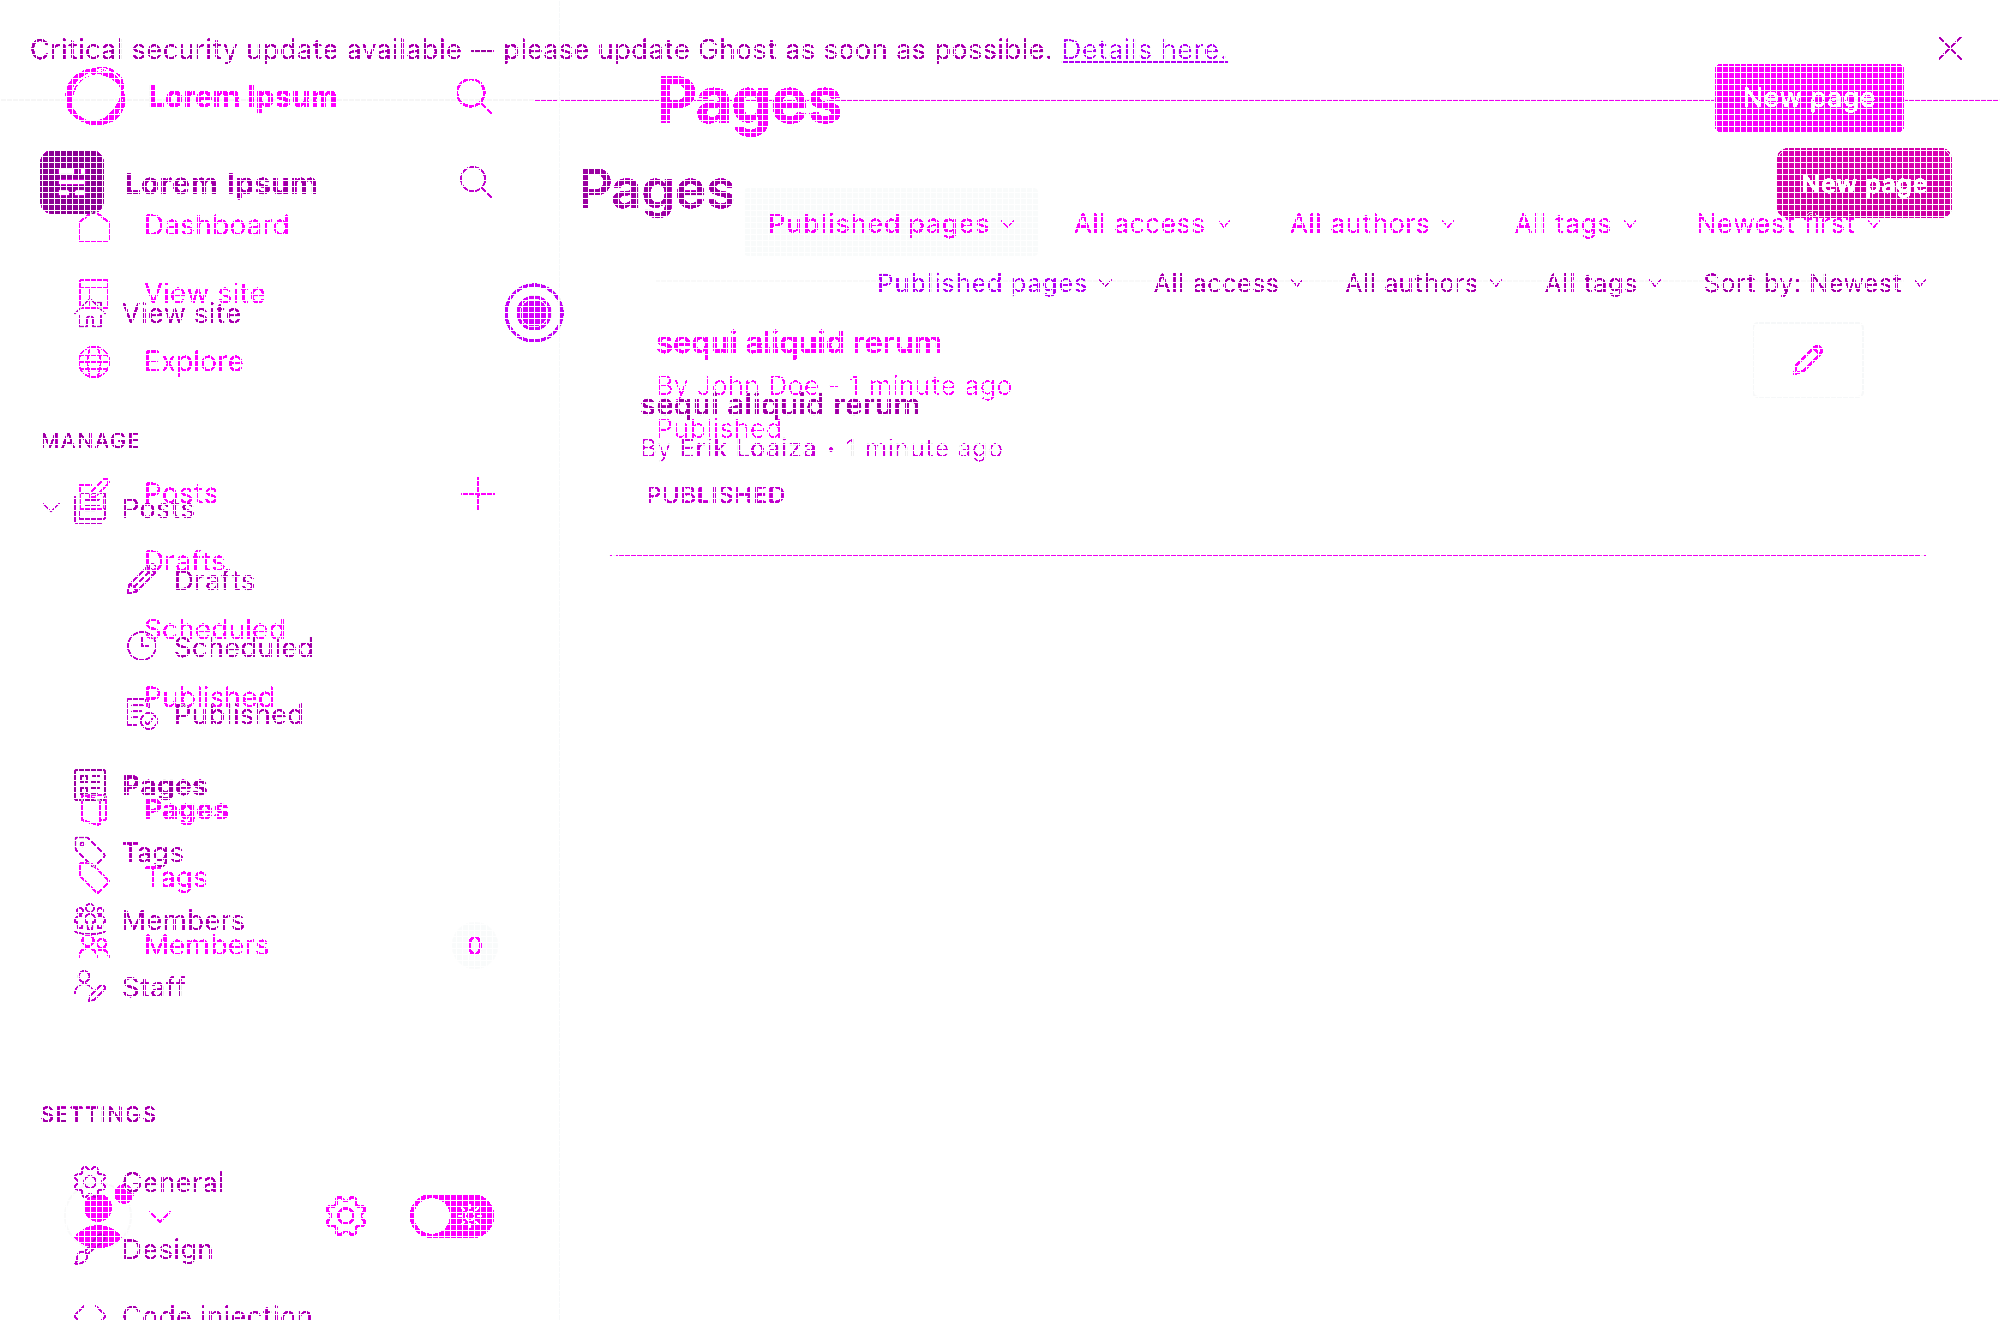 Critical security update available — please update Ghost as soon as possible. Details here.
Lorem Ipsum
Pages
New page
Lorem Ipsum
Pages
New page
Dashboard
Published pages
All access
All authors
All tags
Newest first
View site
Published pages
All access
All authors
All tags
Sort by: Newest
View site
sequi aliquid rerum
Explore
By John Doe - 1 minute ago
sequi aliquid rerum
Published
MANAGE
By Erik Loaiza • 1 minute ago
Posts
PUBLISHED
Posts
Drafts
Drafts
Scheduled
Scheduled
Published
Published
Pages
Pages
Tags
Tags
Members
Members
0
Staff
SETTINGS
General
Design
Code injection